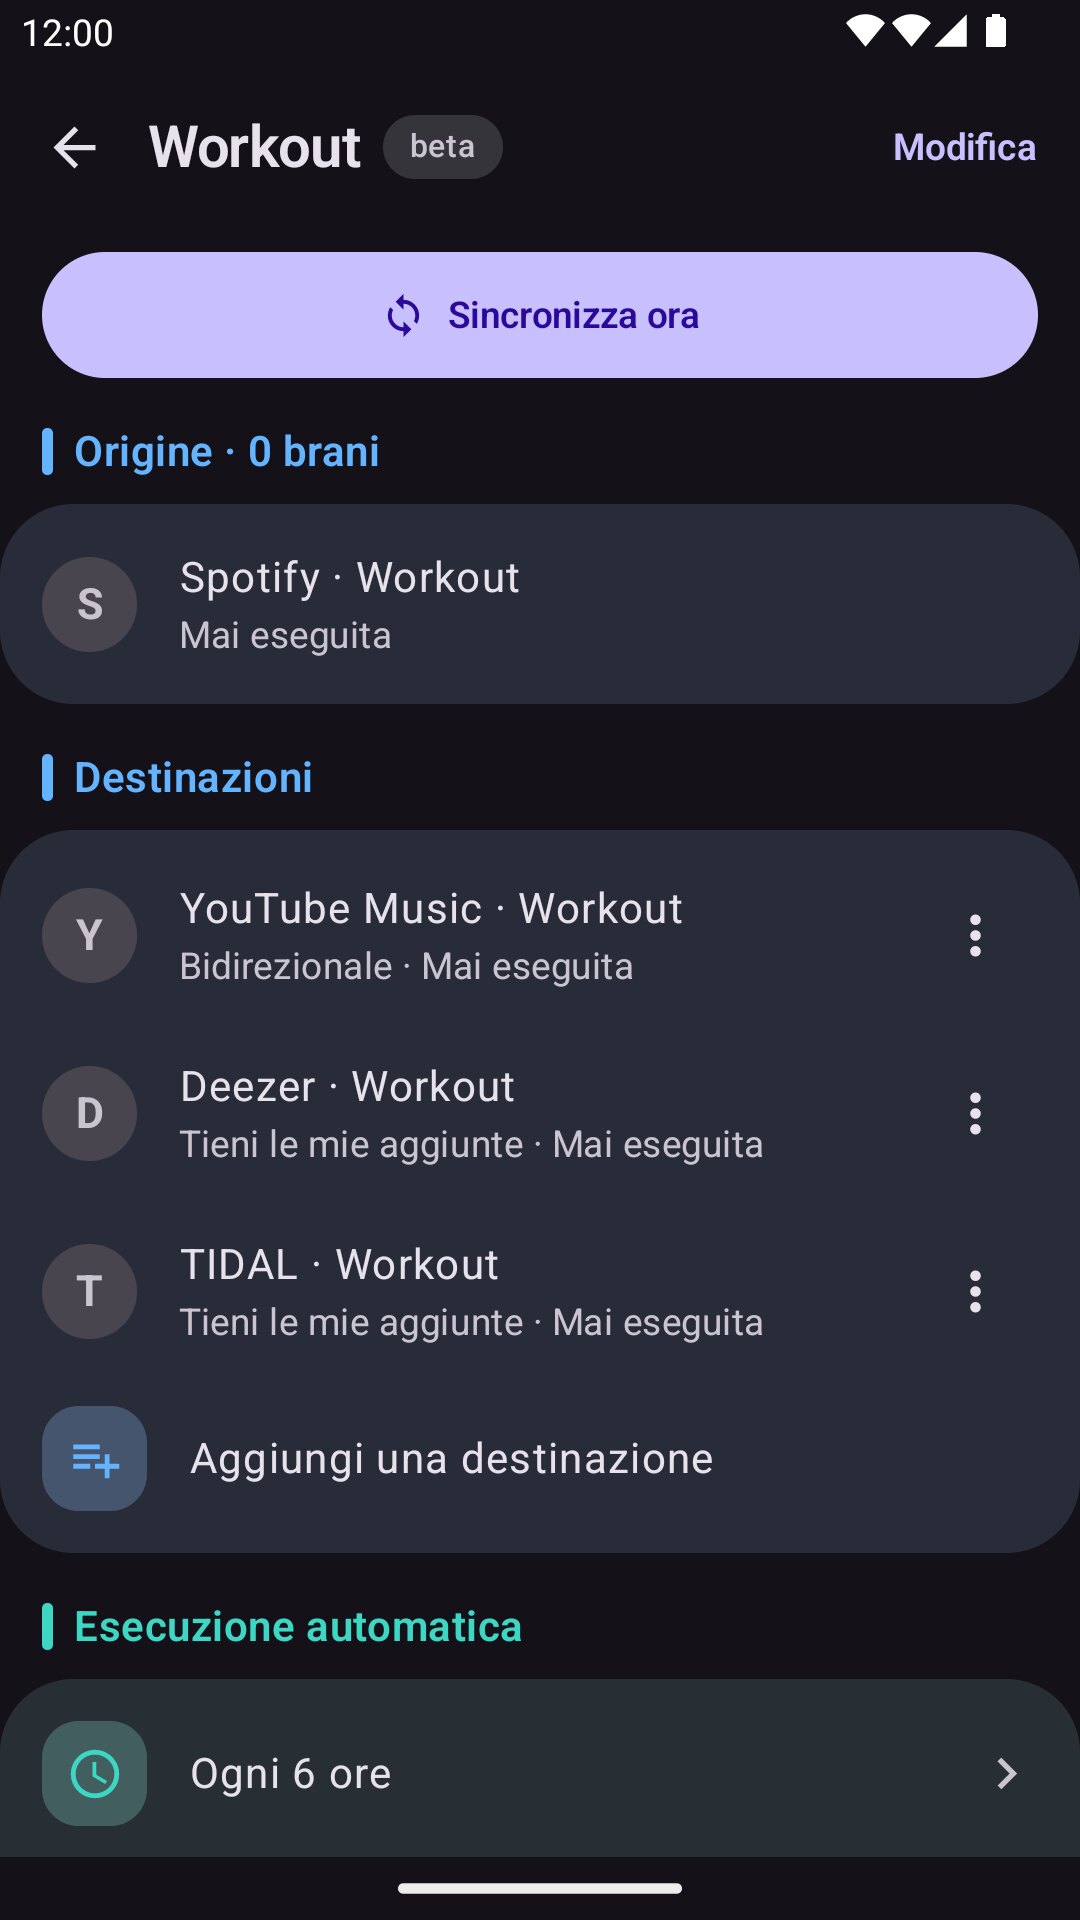 12:00
Workout beta Modifica
Sincronizza ora
Origine · 0 brani
S
Spotify · Workout
Mai eseguita
Destinazioni
Y
YouTube Music · Workout
Bidirezionale · Mai eseguita
D
Deezer · Workout
Tieni le mie aggiunte · Mai eseguita
T
TIDAL · Workout
Tieni le mie aggiunte · Mai eseguita
Aggiungi una destinazione
Esecuzione automatica
Ogni 6 ore